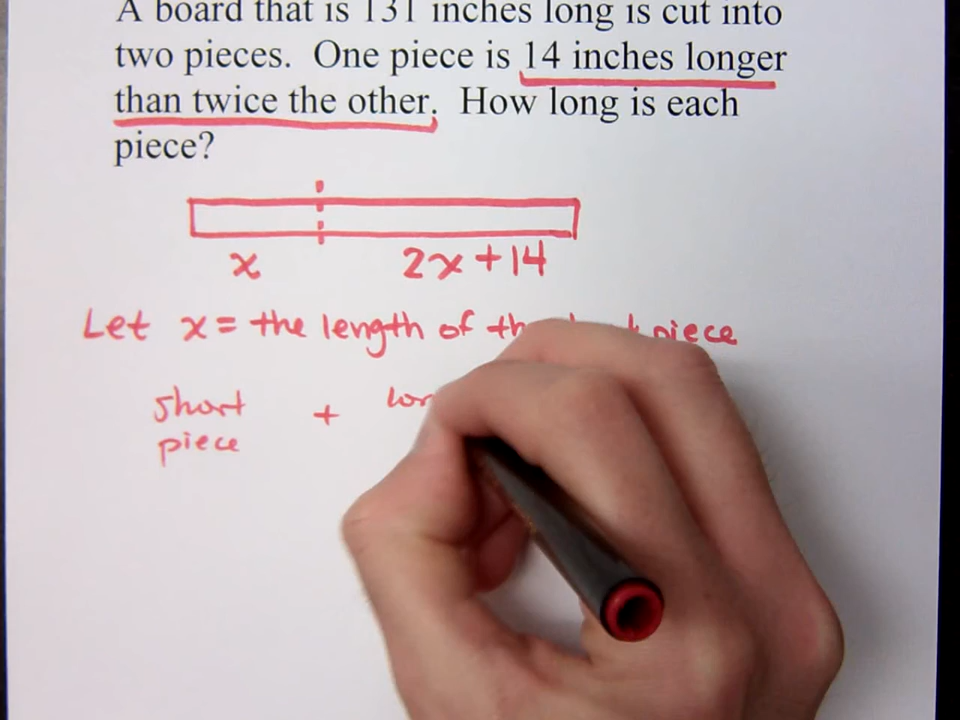 A board that is 131 inches long is cut into
two pieces. One piece is 14 inches longer
than twice the other. How long is each
piece?
x 2x + 14
Let x = the length of piece
short +
piece